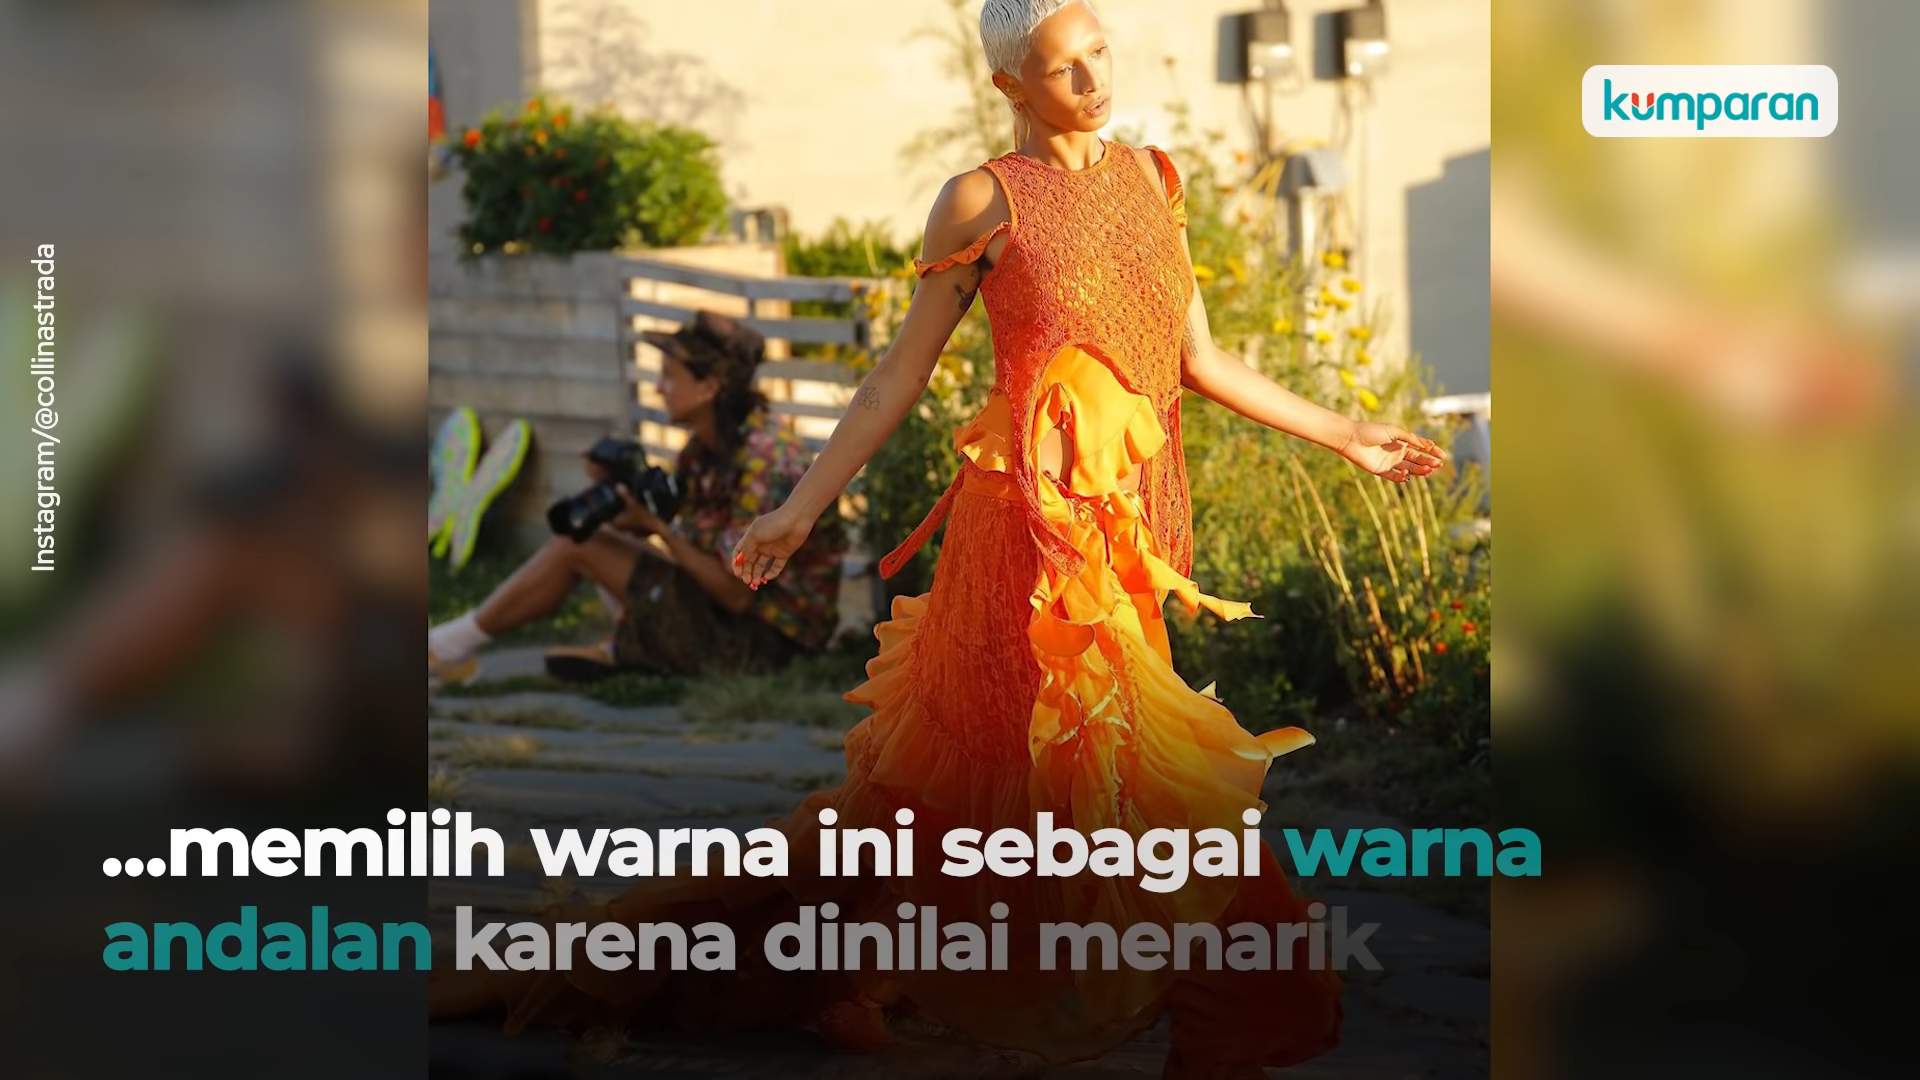 kumparan
Instagram/@collinastrada
...memilih warna ini sebagai warna
andalan karena dinilai menarik